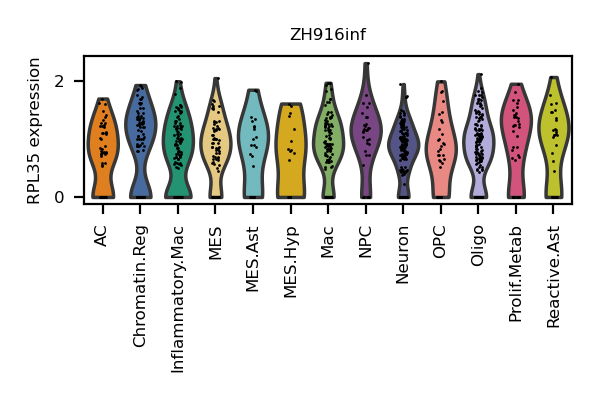 ZH916inf
RPL35 expression
2
0
AC
Chromatin.Reg
Inflammatory.Mac
MES
MES.Ast
MES.Hyp
Mac
NPC
Neuron
OPC
Oligo
Prolif.Metab
Reactive.Ast